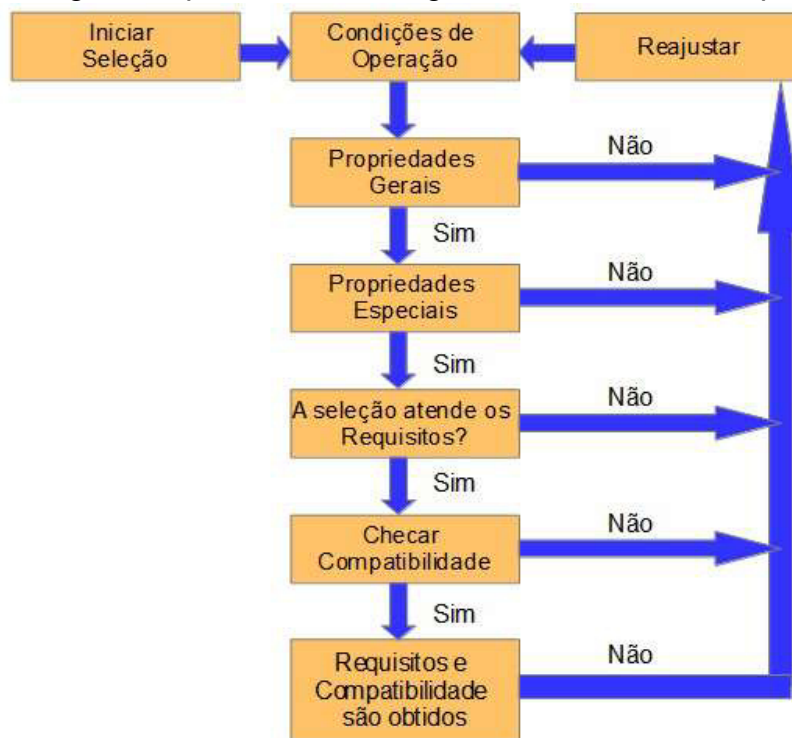 Iniciar
Seleção
Condições de
Operação
Reajustar
Propriedades
Gerais
Não
Sim
Propriedades
Especiais
Não
Sim
A seleção atende os
Requisitos?
Não
Sim
Checar
Compatibilidade
Não
Sim
Requisitos e
Compatibilidade
são obtidos
Não